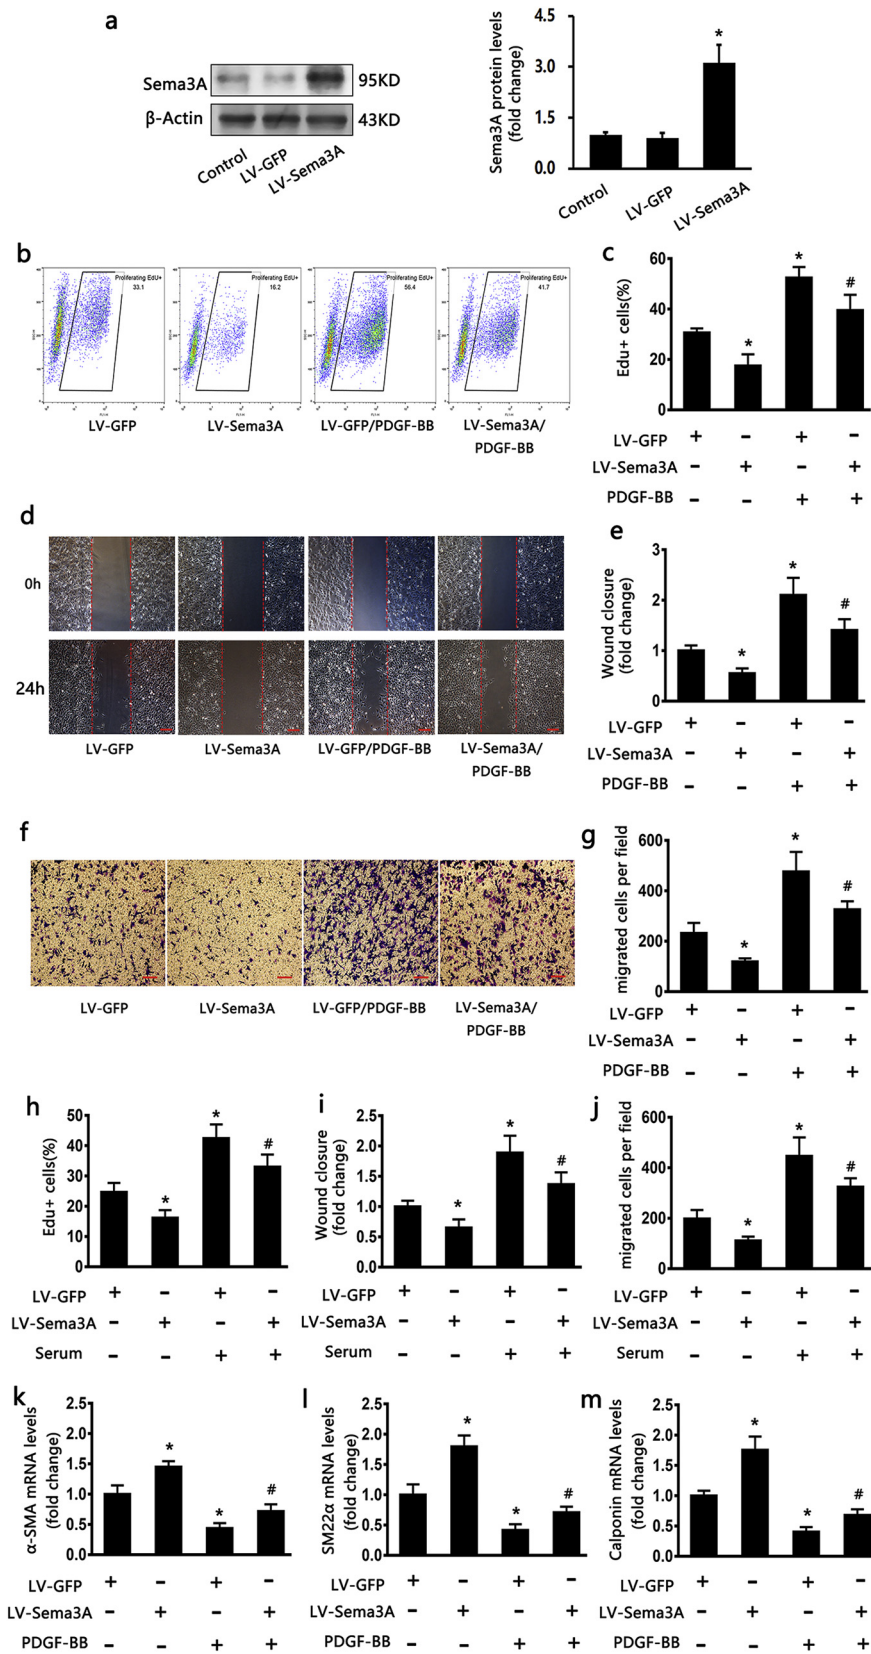 a
Sema3A
95KD
β-Actin
43KD
Control
LV-GFP
LV-Sema3A
Sema3A protein levels
(fold change)
4.5
3.0
1.5
0.0
*
Control
LV-GFP
LV-Sema3A
b
Proliferating EdU+
33.1
Proliferating EdU+
16.2
Proliferating EdU+
56.4
Proliferating EdU+
41.7
LV-GFP
LV-Sema3A
LV-GFP/PDGF-BB
LV-Sema3A/
PDGF-BB
c
Edu+ cells(%)
60
40
20
0
* * #
LV-GFP + − + −
LV-Sema3A − + − +
PDGF-BB − − + +
d
0h
24h
LV-GFP
LV-Sema3A
LV-GFP/PDGF-BB
LV-Sema3A/
PDGF-BB
e
Wound closure
(fold change)
3
2
1
0
* * #
LV-GFP + − + −
LV-Sema3A − + − +
PDGF-BB − − + +
f
LV-GFP
LV-Sema3A
LV-GFP/PDGF-BB
LV-Sema3A/
PDGF-BB
g
migrated cells per field
600
400
200
0
* * #
LV-GFP + − + −
LV-Sema3A − + − +
PDGF-BB − − + +
h
Edu+ cells(%)
50
40
30
20
10
0
* * #
LV-GFP + − + −
LV-Sema3A − + − +
Serum − − + +
i
Wound closure
(fold change)
2.5
2.0
1.5
1.0
0.5
0.0
* * #
LV-GFP + − + −
LV-Sema3A − + − +
Serum − − + +
j
migrated cells per field
600
400
200
0
* * #
LV-GFP + − + −
LV-Sema3A − + − +
Serum − − + +
k
α-SMA mRNA levels
(fold change)
2.5
2.0
1.5
1.0
0.5
0.0
* * #
LV-GFP + − + −
LV-Sema3A − + − +
PDGF-BB − − + +
l
SM22α mRNA levels
(fold change)
2.5
2.0
1.5
1.0
0.5
0.0
* * #
LV-GFP + − + −
LV-Sema3A − + − +
PDGF-BB − − + +
m
Calponin mRNA levels
(fold change)
2.5
2.0
1.5
1.0
0.5
0.0
* * #
LV-GFP + − + −
LV-Sema3A − + − +
PDGF-BB − − + +